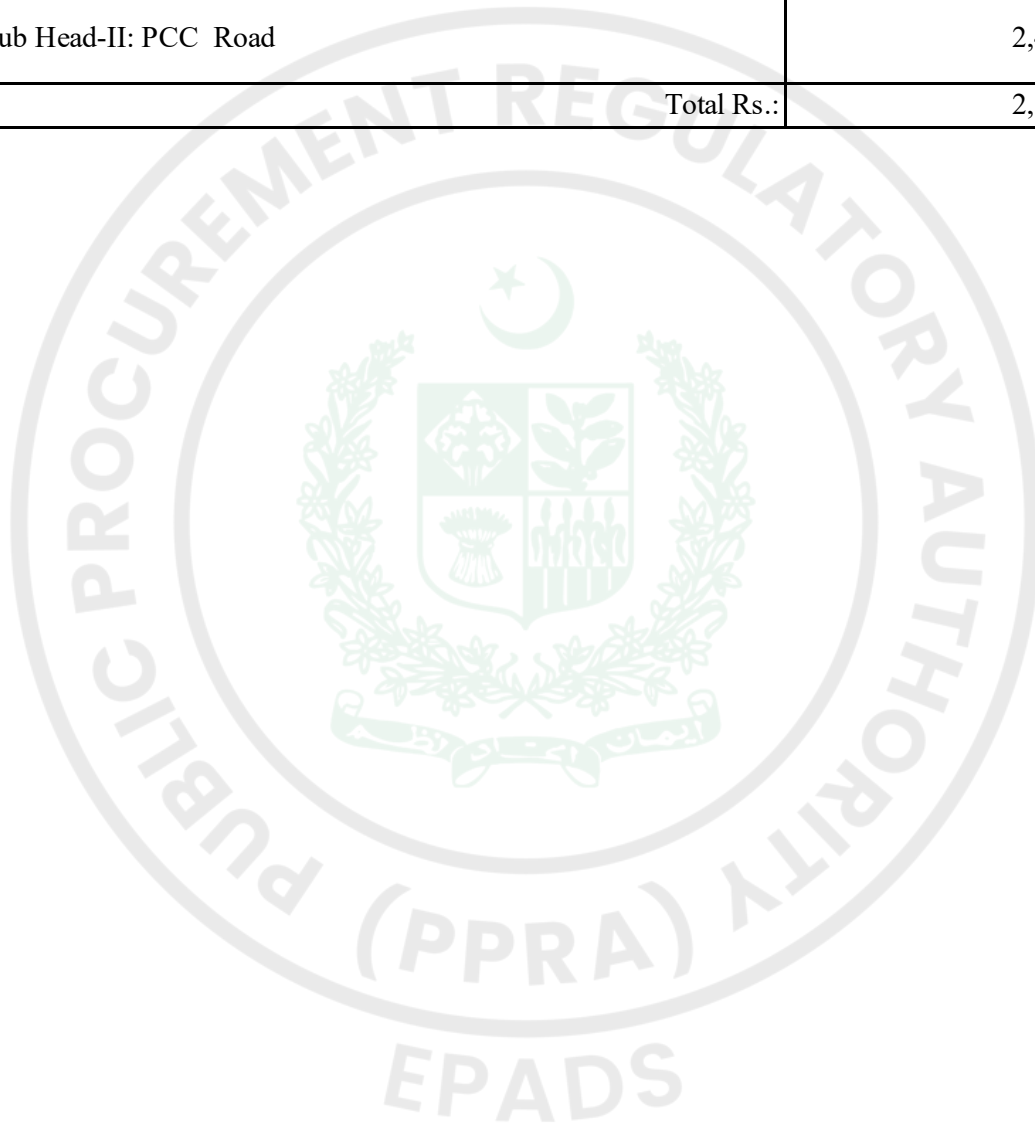 ub Head-II: PCC Road 2,
Total Rs.: 2,
PUBLIC PROCUREMENT REGULATORY AUTHORITY
(PPRA)
EPADS